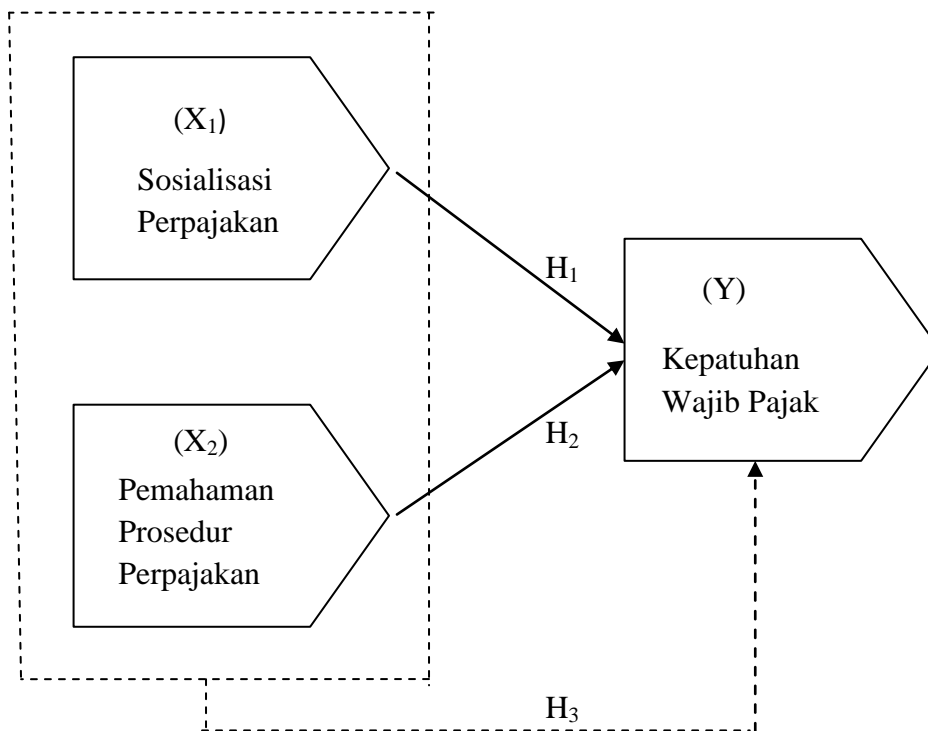 (X₁)
Sosialisasi
Perpajakan
H₁
(Y)
Kepatuhan
Wajib Pajak
(X₂)
Pemahaman
Prosedur
Perpajakan
H₂
H₃